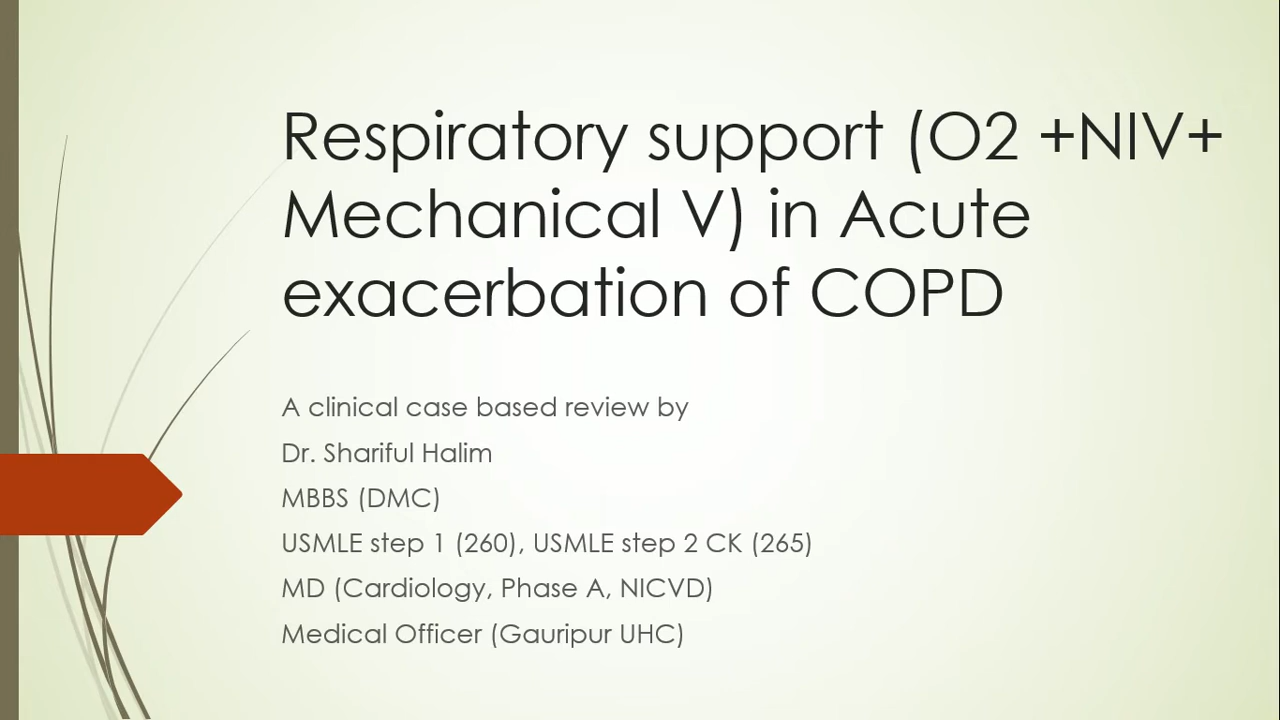 Respiratory support (O2 +NIV+
Mechanical V) in Acute
exacerbation of COPD
A clinical case based review by
Dr. Shariful Halim
MBBS (DMC)
USMLE step 1 (260), USMLE step 2 CK (265)
MD (Cardiology, Phase A, NICVD)
Medical Officer (Gauripur UHC)